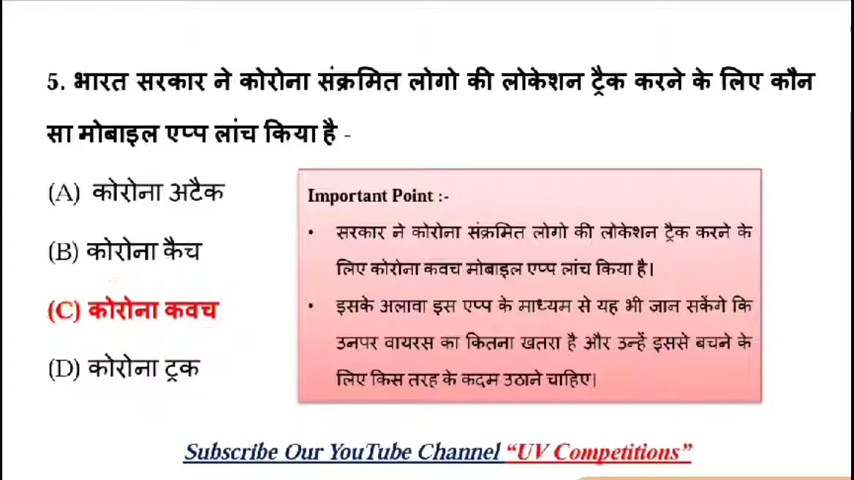 5. भारत सरकार ने कोरोना संक्रमित लोगो की लोकेशन ट्रैक करने के लिए कौन
सा मोबाइल एप्प लांच किया है -
(A) कोरोना अटैक
(B) कोरोना कैच
(C) कोरोना कवच
(D) कोरोना ट्रक
Important Point :-
• सरकार ने कोरोना संक्रमित लोगो की लोकेशन ट्रैक करने के
लिए कोरोना कवच मोबाइल एप्प लांच किया है।
• इसके अलावा इस एप्प के माध्यम से यह भी जान सकेंगे कि
उनपर वायरस का कितना खतरा है और उन्हें इससे बचने के
लिए किस तरह के कदम उठाने चाहिए।
Subscribe Our YouTube Channel “UV Competitions”